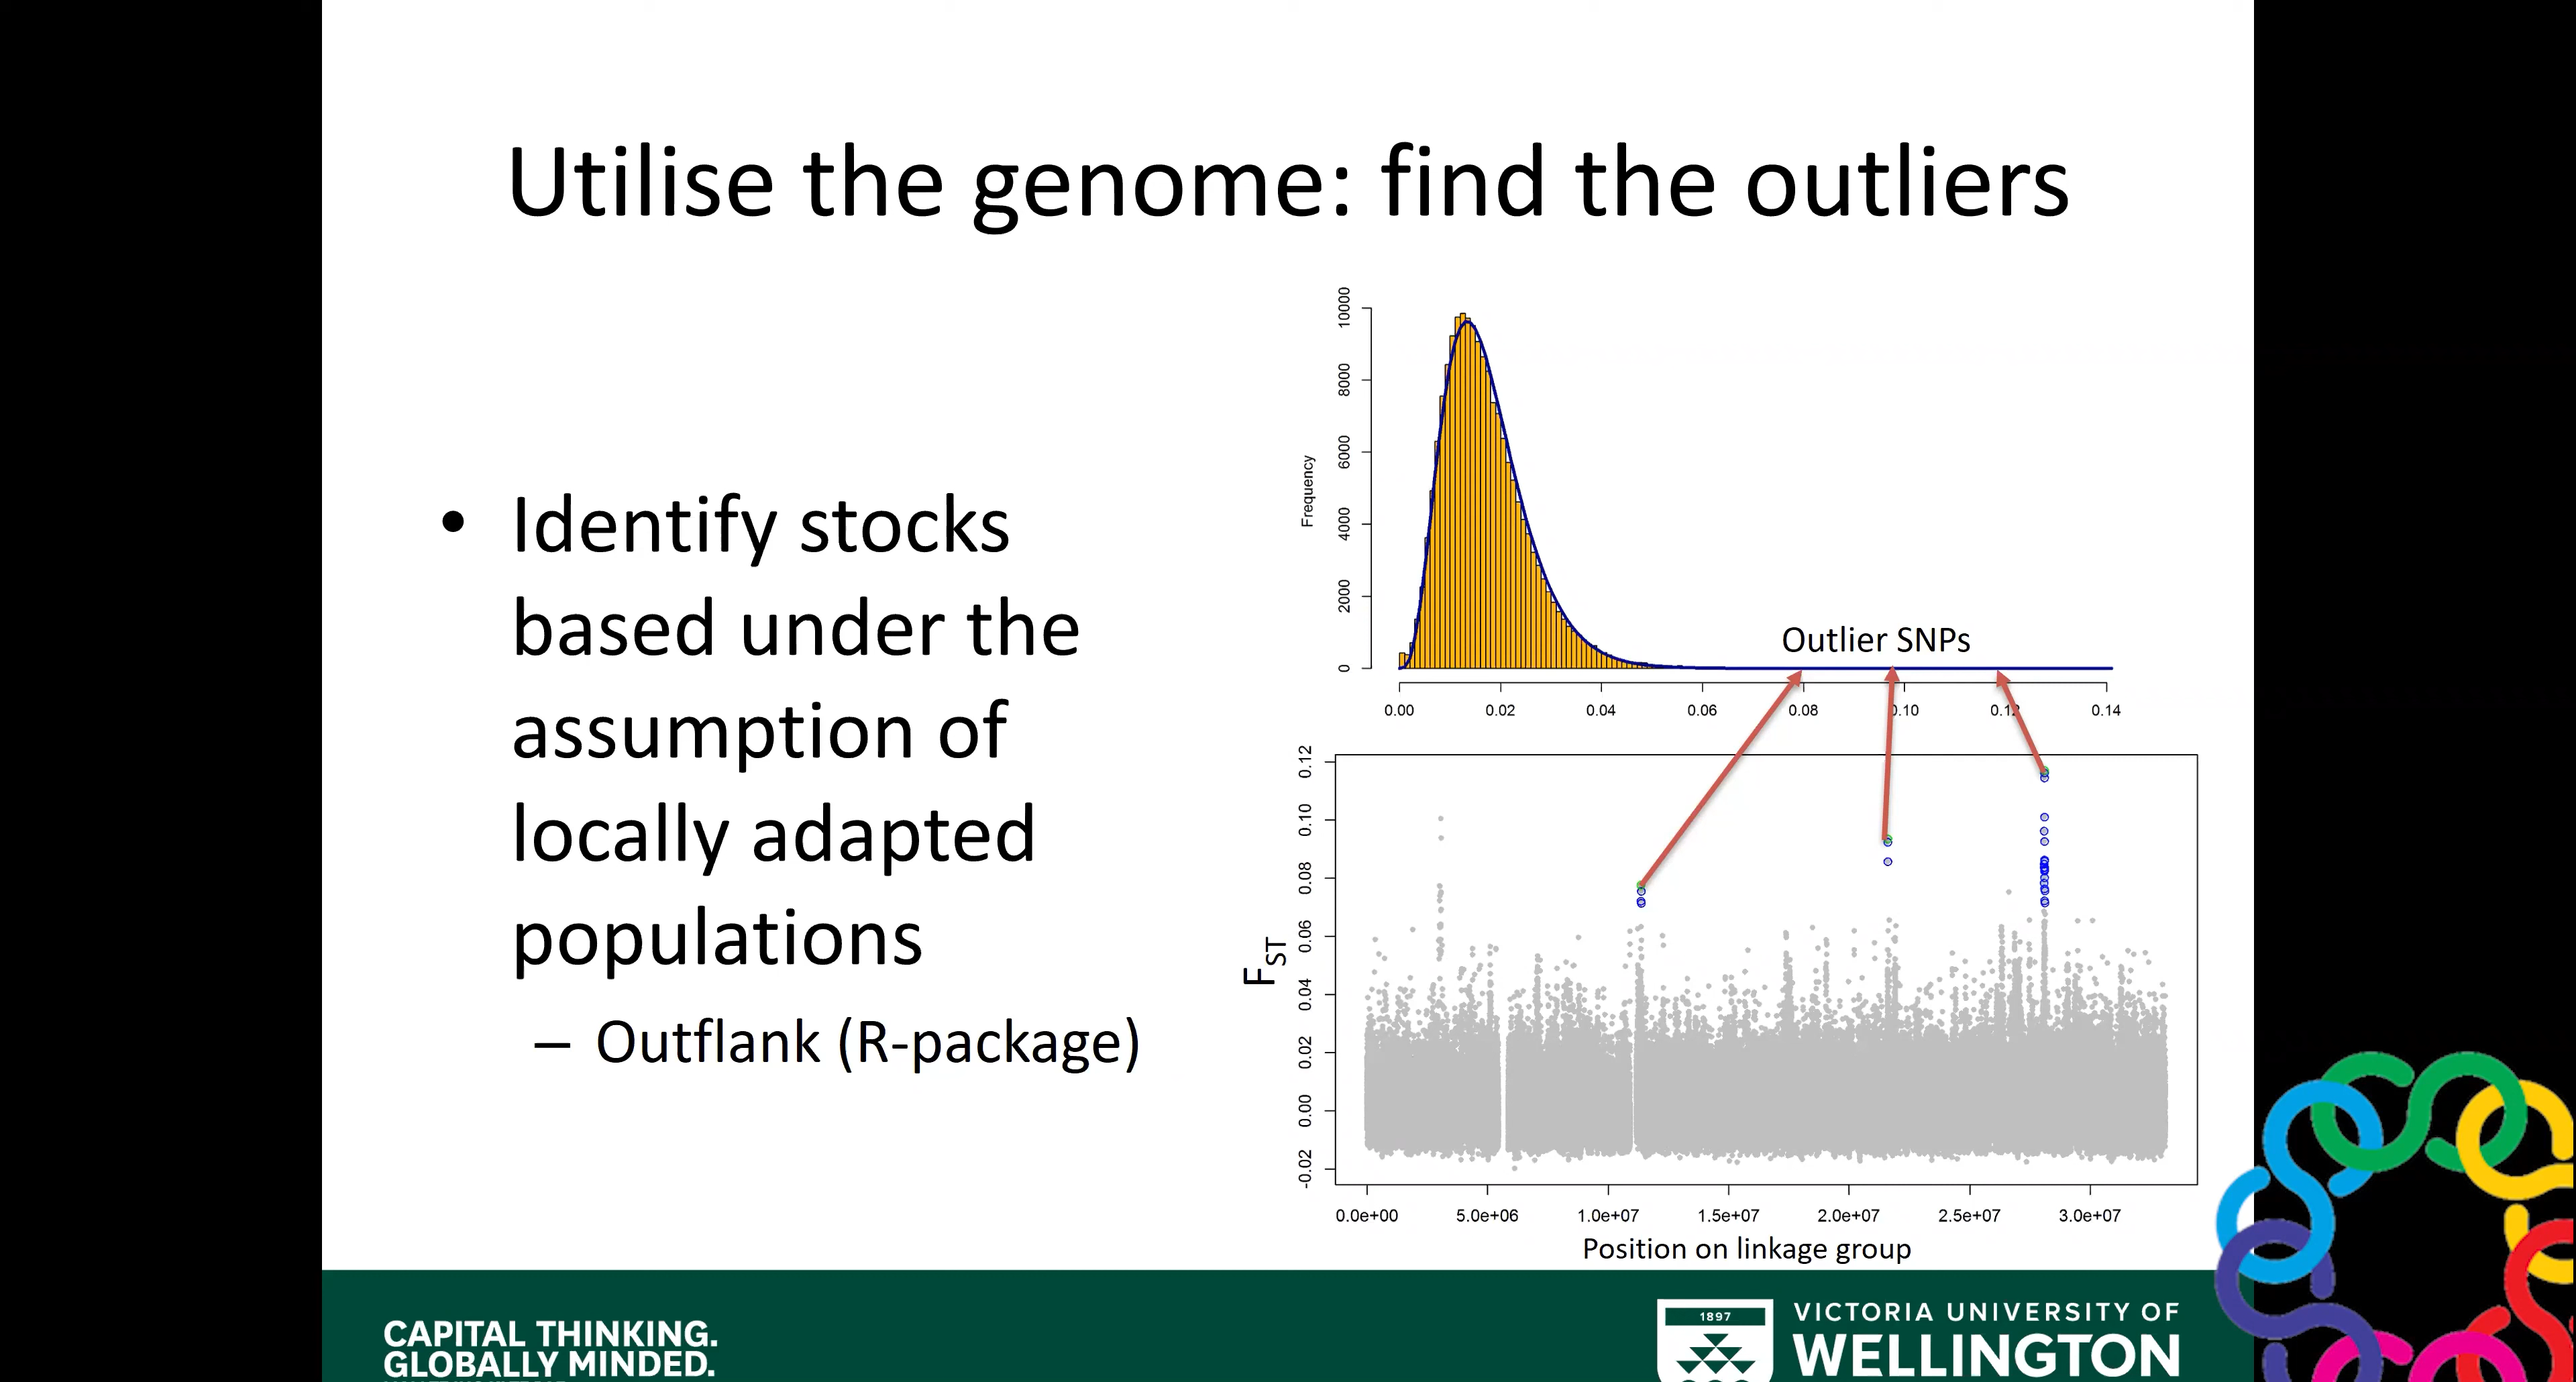 Utilise the genome: find the outliers
• Identify stocks
based under the
assumption of
locally adapted
populations
– Outflank (R-package)
Frequency
10000
8000
6000
4000
2000
0
Outlier SNPs
0.00 0.02 0.04 0.06 0.08 0.10 0.12 0.14
FST
0.12
0.10
0.08
0.06
0.04
0.02
0.00
-0.02
0.0e+00 5.0e+06 1.0e+07 1.5e+07 2.0e+07 2.5e+07 3.0e+07
Position on linkage group
CAPITAL THINKING.
GLOBALLY MINDED.
1897
VICTORIA UNIVERSITY OF
WELLINGTON